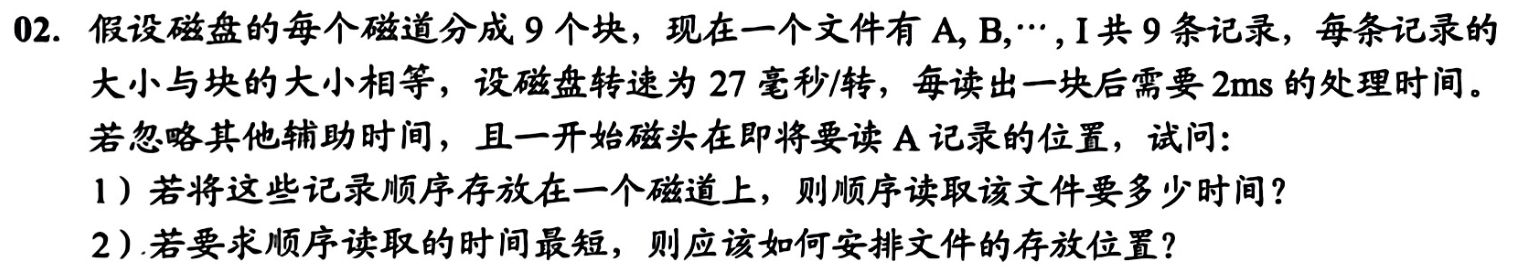 02. 假设磁盘的每个磁道分成 9 个块，现在一个文件有 A, B,⋯, I 共 9 条记录，每条记录的
大小与块的大小相等，设磁盘转速为 27 毫秒/转，每读出一块后需要 2ms 的处理时间。
若忽略其他辅助时间，且一开始磁头在即将要读 A 记录的位置，试问：
1）若将这些记录顺序存放在一个磁道上，则顺序读取该文件要多少时间？
2）.若要求顺序读取的时间最短，则应该如何安排文件的存放位置？